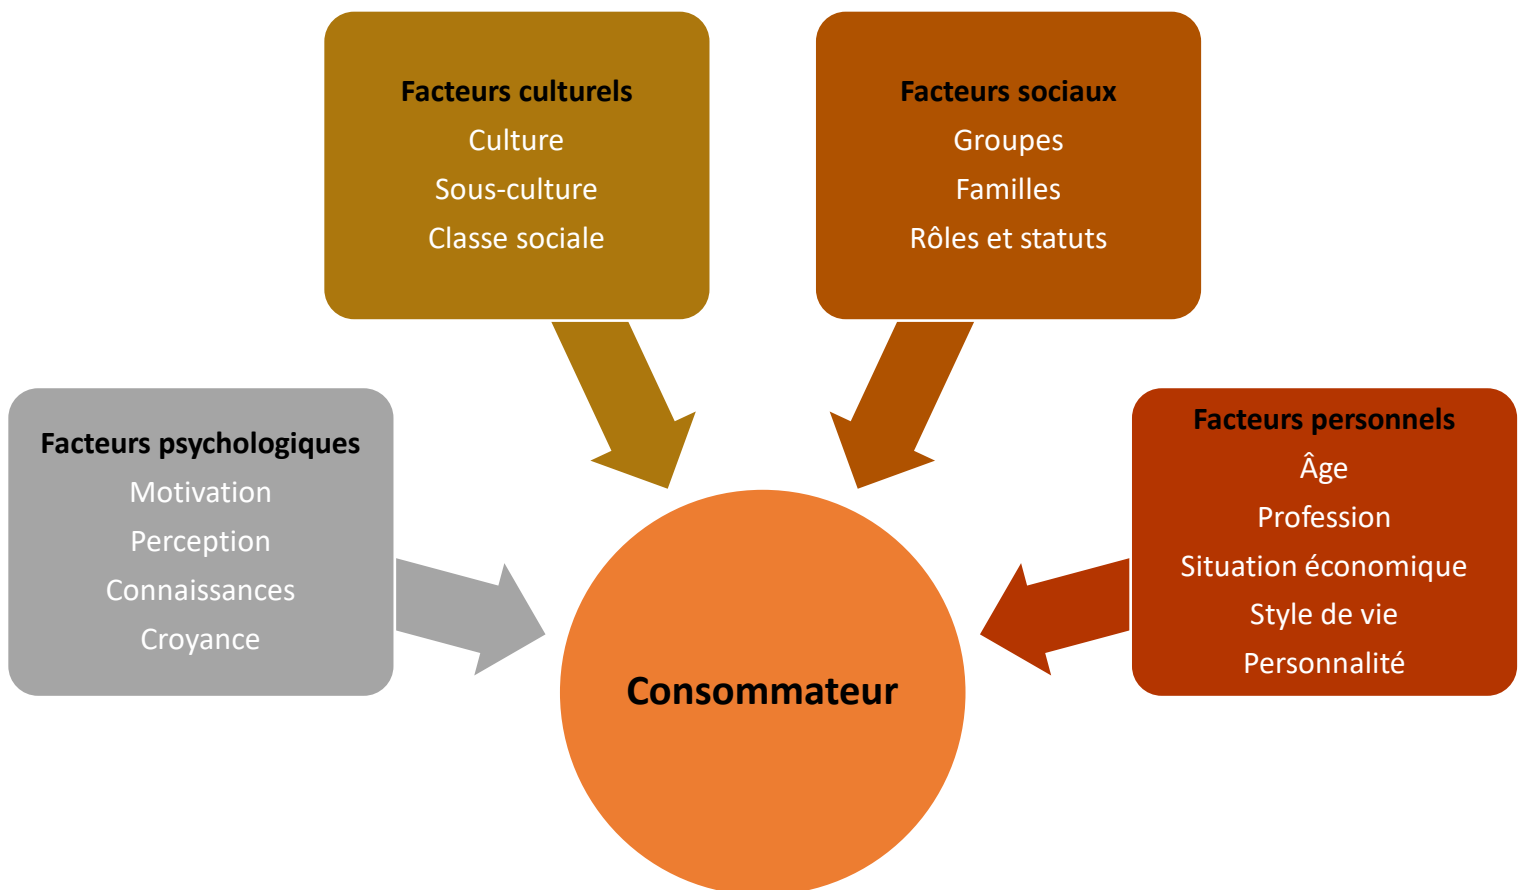 Facteurs culturels
Culture
Sous-culture
Classe sociale
Facteurs sociaux
Groupes
Familles
Rôles et statuts
Facteurs psychologiques
Motivation
Perception
Connaissances
Croyance
Facteurs personnels
Âge
Profession
Situation économique
Style de vie
Personnalité
Consommateur